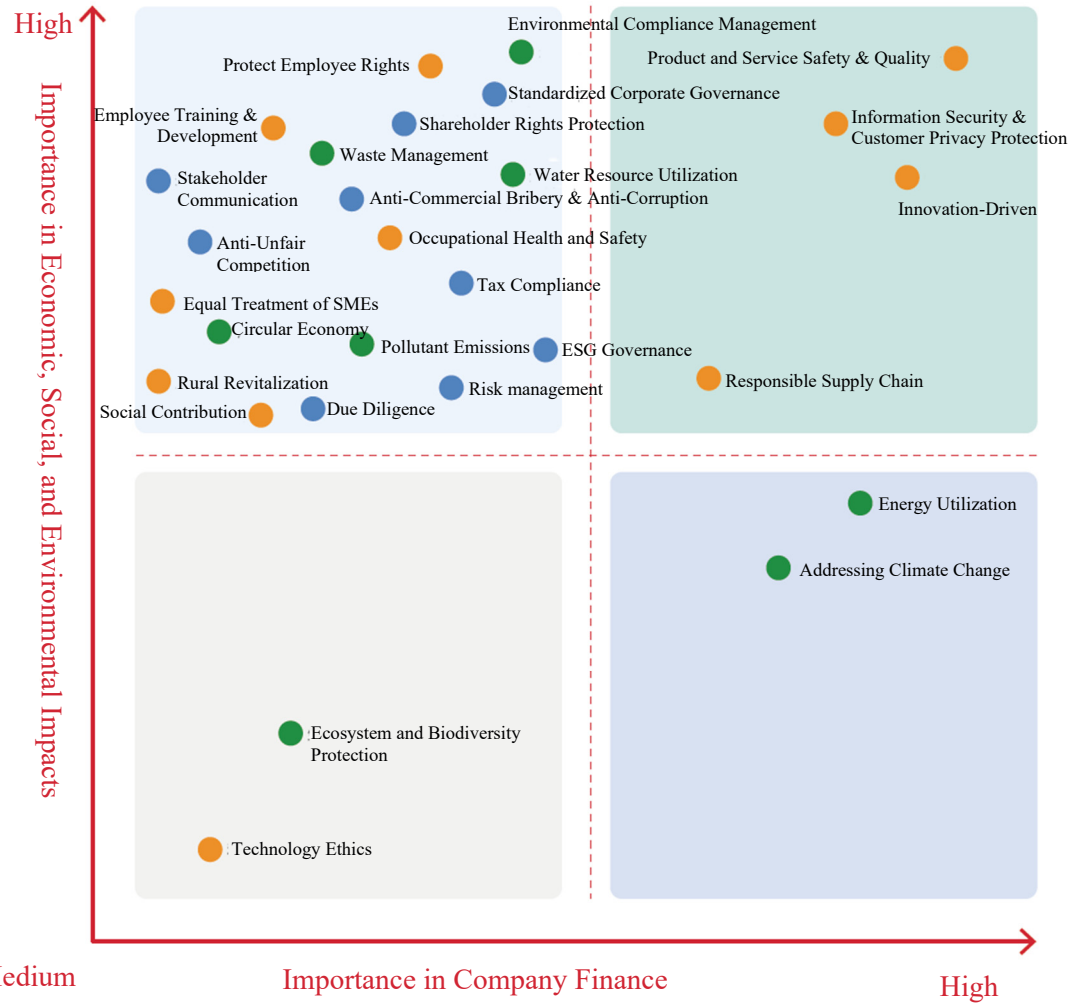 High
Environmental Compliance Management
Protect Employee Rights
Product and Service Safety & Quality
Standardized Corporate Governance
Employee Training &
Development
Shareholder Rights Protection
Information Security &
Customer Privacy Protection
Waste Management
Water Resource Utilization
Stakeholder
Communication
Anti-Commercial Bribery & Anti-Corruption
Innovation-Driven
Anti-Unfair
Competition
Occupational Health and Safety
Tax Compliance
Equal Treatment of SMEs
Circular Economy
Pollutant Emissions
ESG Governance
Rural Revitalization
Risk management
Responsible Supply Chain
Social Contribution
Due Diligence
Importance in Economic, Social, and Environmental Impacts
Energy Utilization
Addressing Climate Change
Ecosystem and Biodiversity
Protection
Technology Ethics
Importance in Company Finance
High